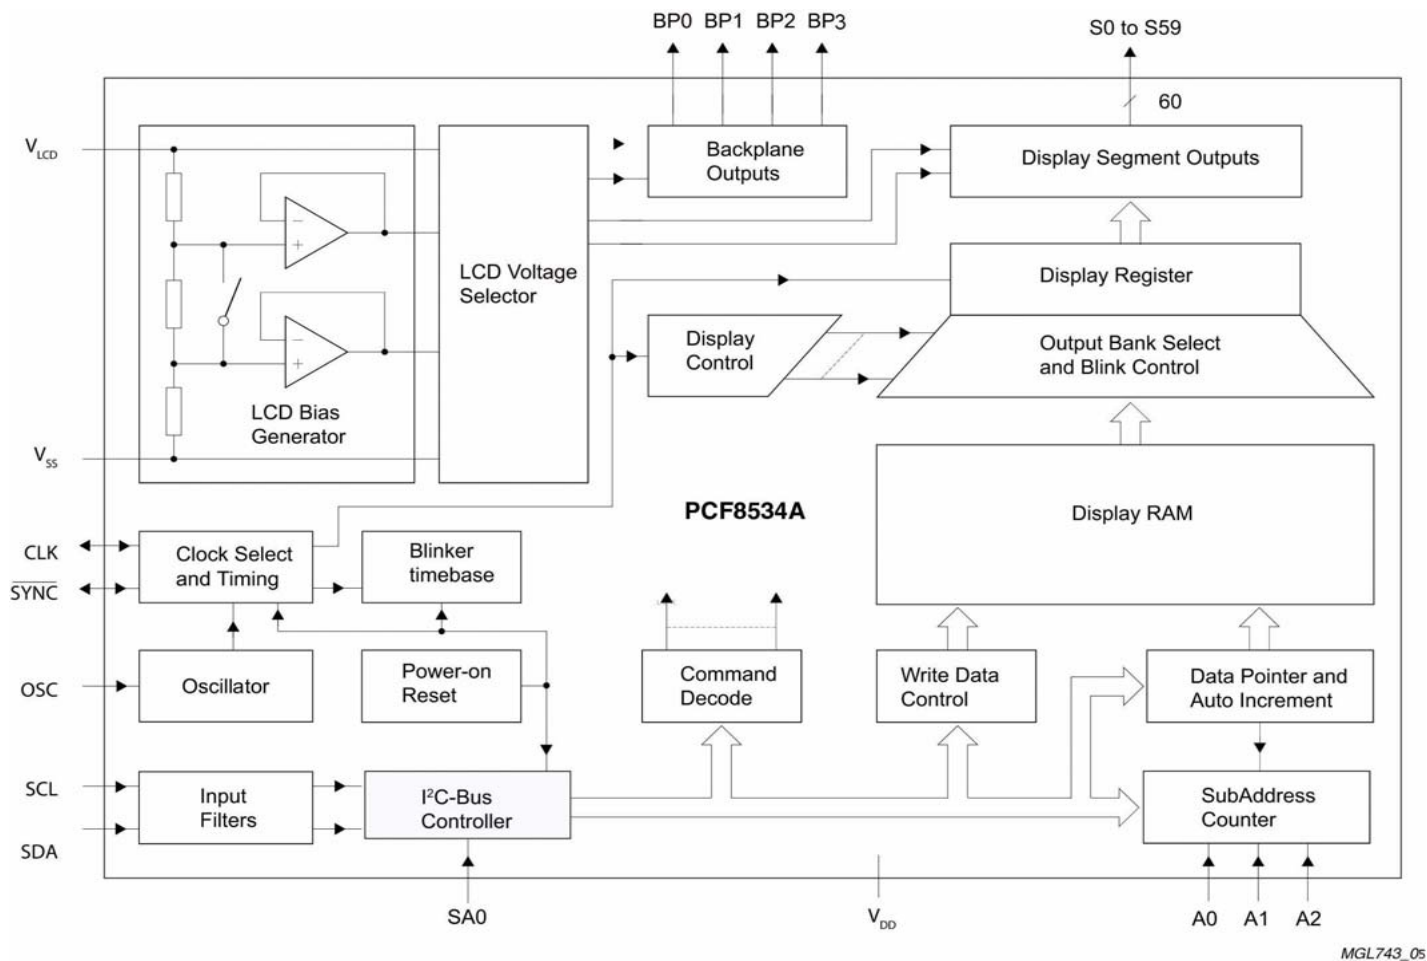 BP0 BP1 BP2 BP3
S0 to S59
60
VLCD
Backplane
Outputs
Display Segment Outputs
LCD Voltage
Selector
Display Register
Display
Control
Output Bank Select
and Blink Control
LCD Bias
Generator
VSS
PCF8534A
Display RAM
CLK
Clock Select
and Timing
Blinker
timebase
SYNC
OSC
Oscillator
Power-on
Reset
Command
Decode
Write Data
Control
Data Pointer and
Auto Increment
SCL
Input
Filters
I²C-Bus
Controller
SubAddress
Counter
SDA
SA0
VDD
A0 A1 A2
MGL743_05